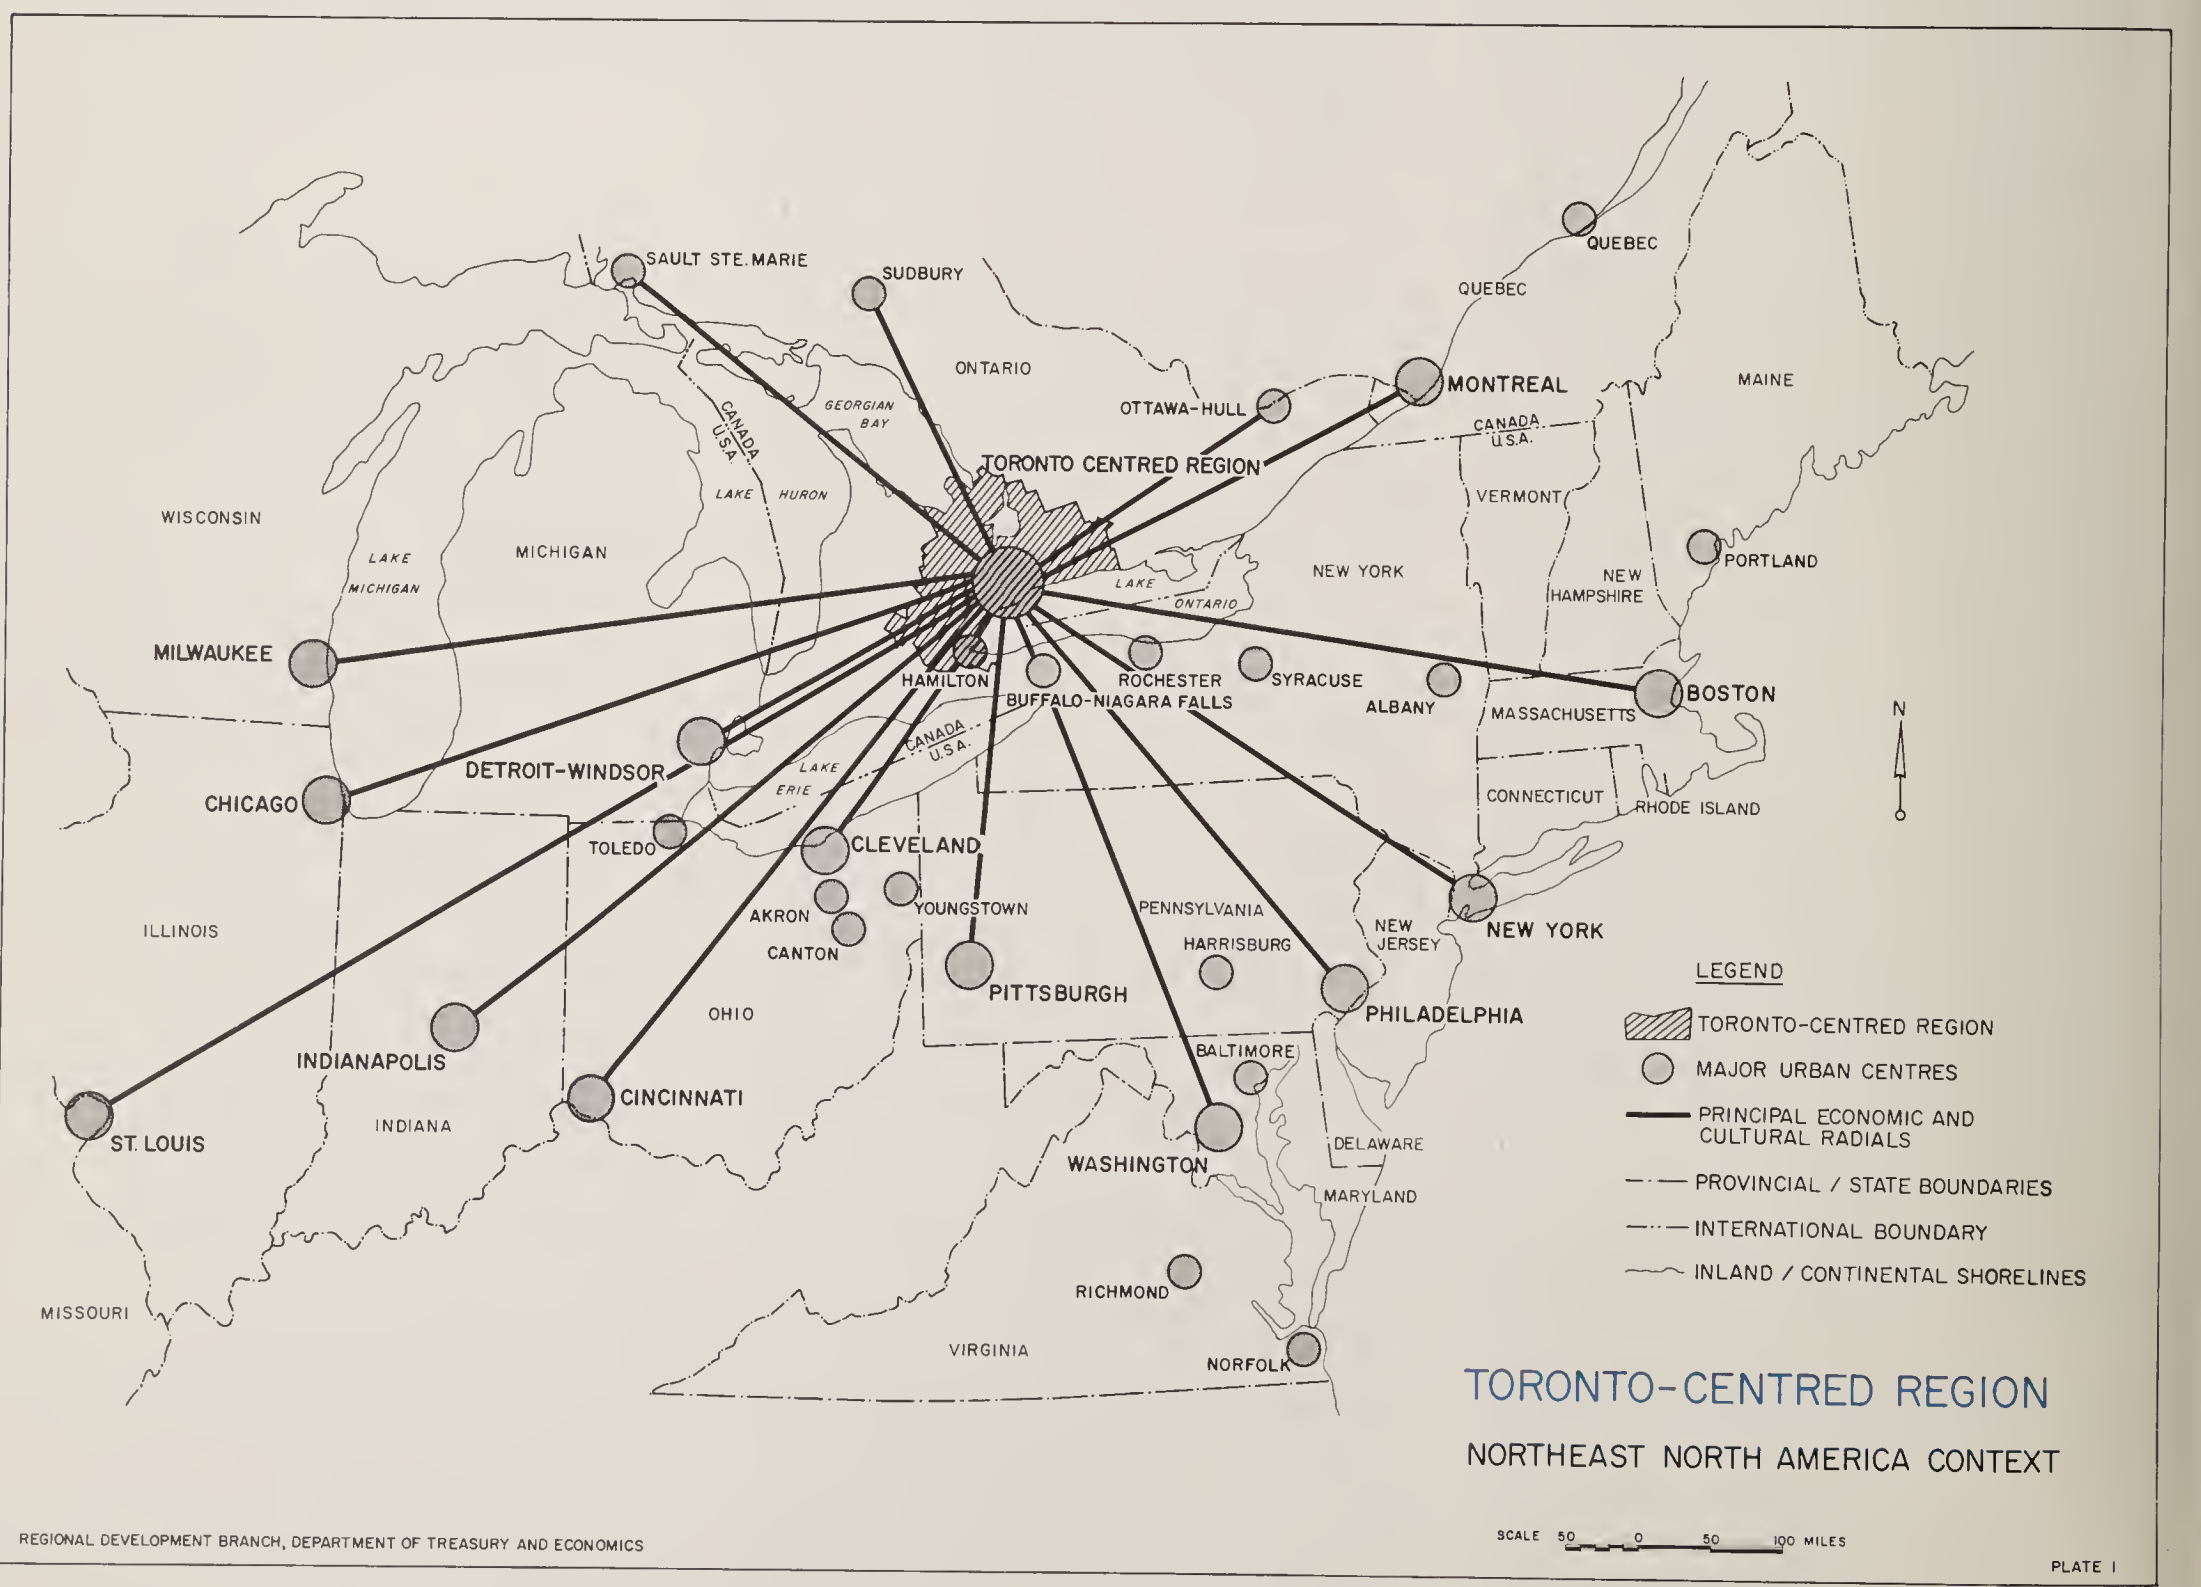 QUEBEC
SAULT STE. MARIE
SUDBURY
QUEBEC
ONTARIO
MAINE
MONTREAL
OTTAWA-HULL
GEORGIAN
BAY
CANADA
U.S.A.
CANADA
U.S.A.
TORONTO CENTRED REGION
LAKE HURON
VERMONT
WISCONSIN
MICHIGAN
LAKE
MICHIGAN
PORTLAND
NEW YORK
NEW
HAMPSHIRE
LAKE
ONTARIO
MILWAUKEE
HAMILTON
ROCHESTER
SYRACUSE
BUFFALO-NIAGARA FALLS
ALBANY
BOSTON
MASSACHUSETTS
N
CANADA
U.S.A.
DETROIT-WINDSOR
LAKE
ERIE
CHICAGO
CONNECTICUT
RHODE ISLAND
TOLEDO
CLEVELAND
AKRON
YOUNGSTOWN
CANTON
PENNSYLVANIA
HARRISBURG
NEW
JERSEY
NEW YORK
ILLINOIS
PITTSBURGH
PHILADELPHIA
OHIO
INDIANAPOLIS
BALTIMORE
CINCINNATI
INDIANA
ST. LOUIS
WASHINGTON
DELAWARE
MARYLAND
RICHMOND
MISSOURI
VIRGINIA
NORFOLK
LEGEND
TORONTO-CENTRED REGION
MAJOR URBAN CENTRES
PRINCIPAL ECONOMIC AND
CULTURAL RADIALS
PROVINCIAL / STATE BOUNDARIES
INTERNATIONAL BOUNDARY
INLAND / CONTINENTAL SHORELINES
TORONTO-CENTRED REGION
NORTHEAST NORTH AMERICA CONTEXT
SCALE 50 0 50 100 MILES
REGIONAL DEVELOPMENT BRANCH, DEPARTMENT OF TREASURY AND ECONOMICS
PLATE 1